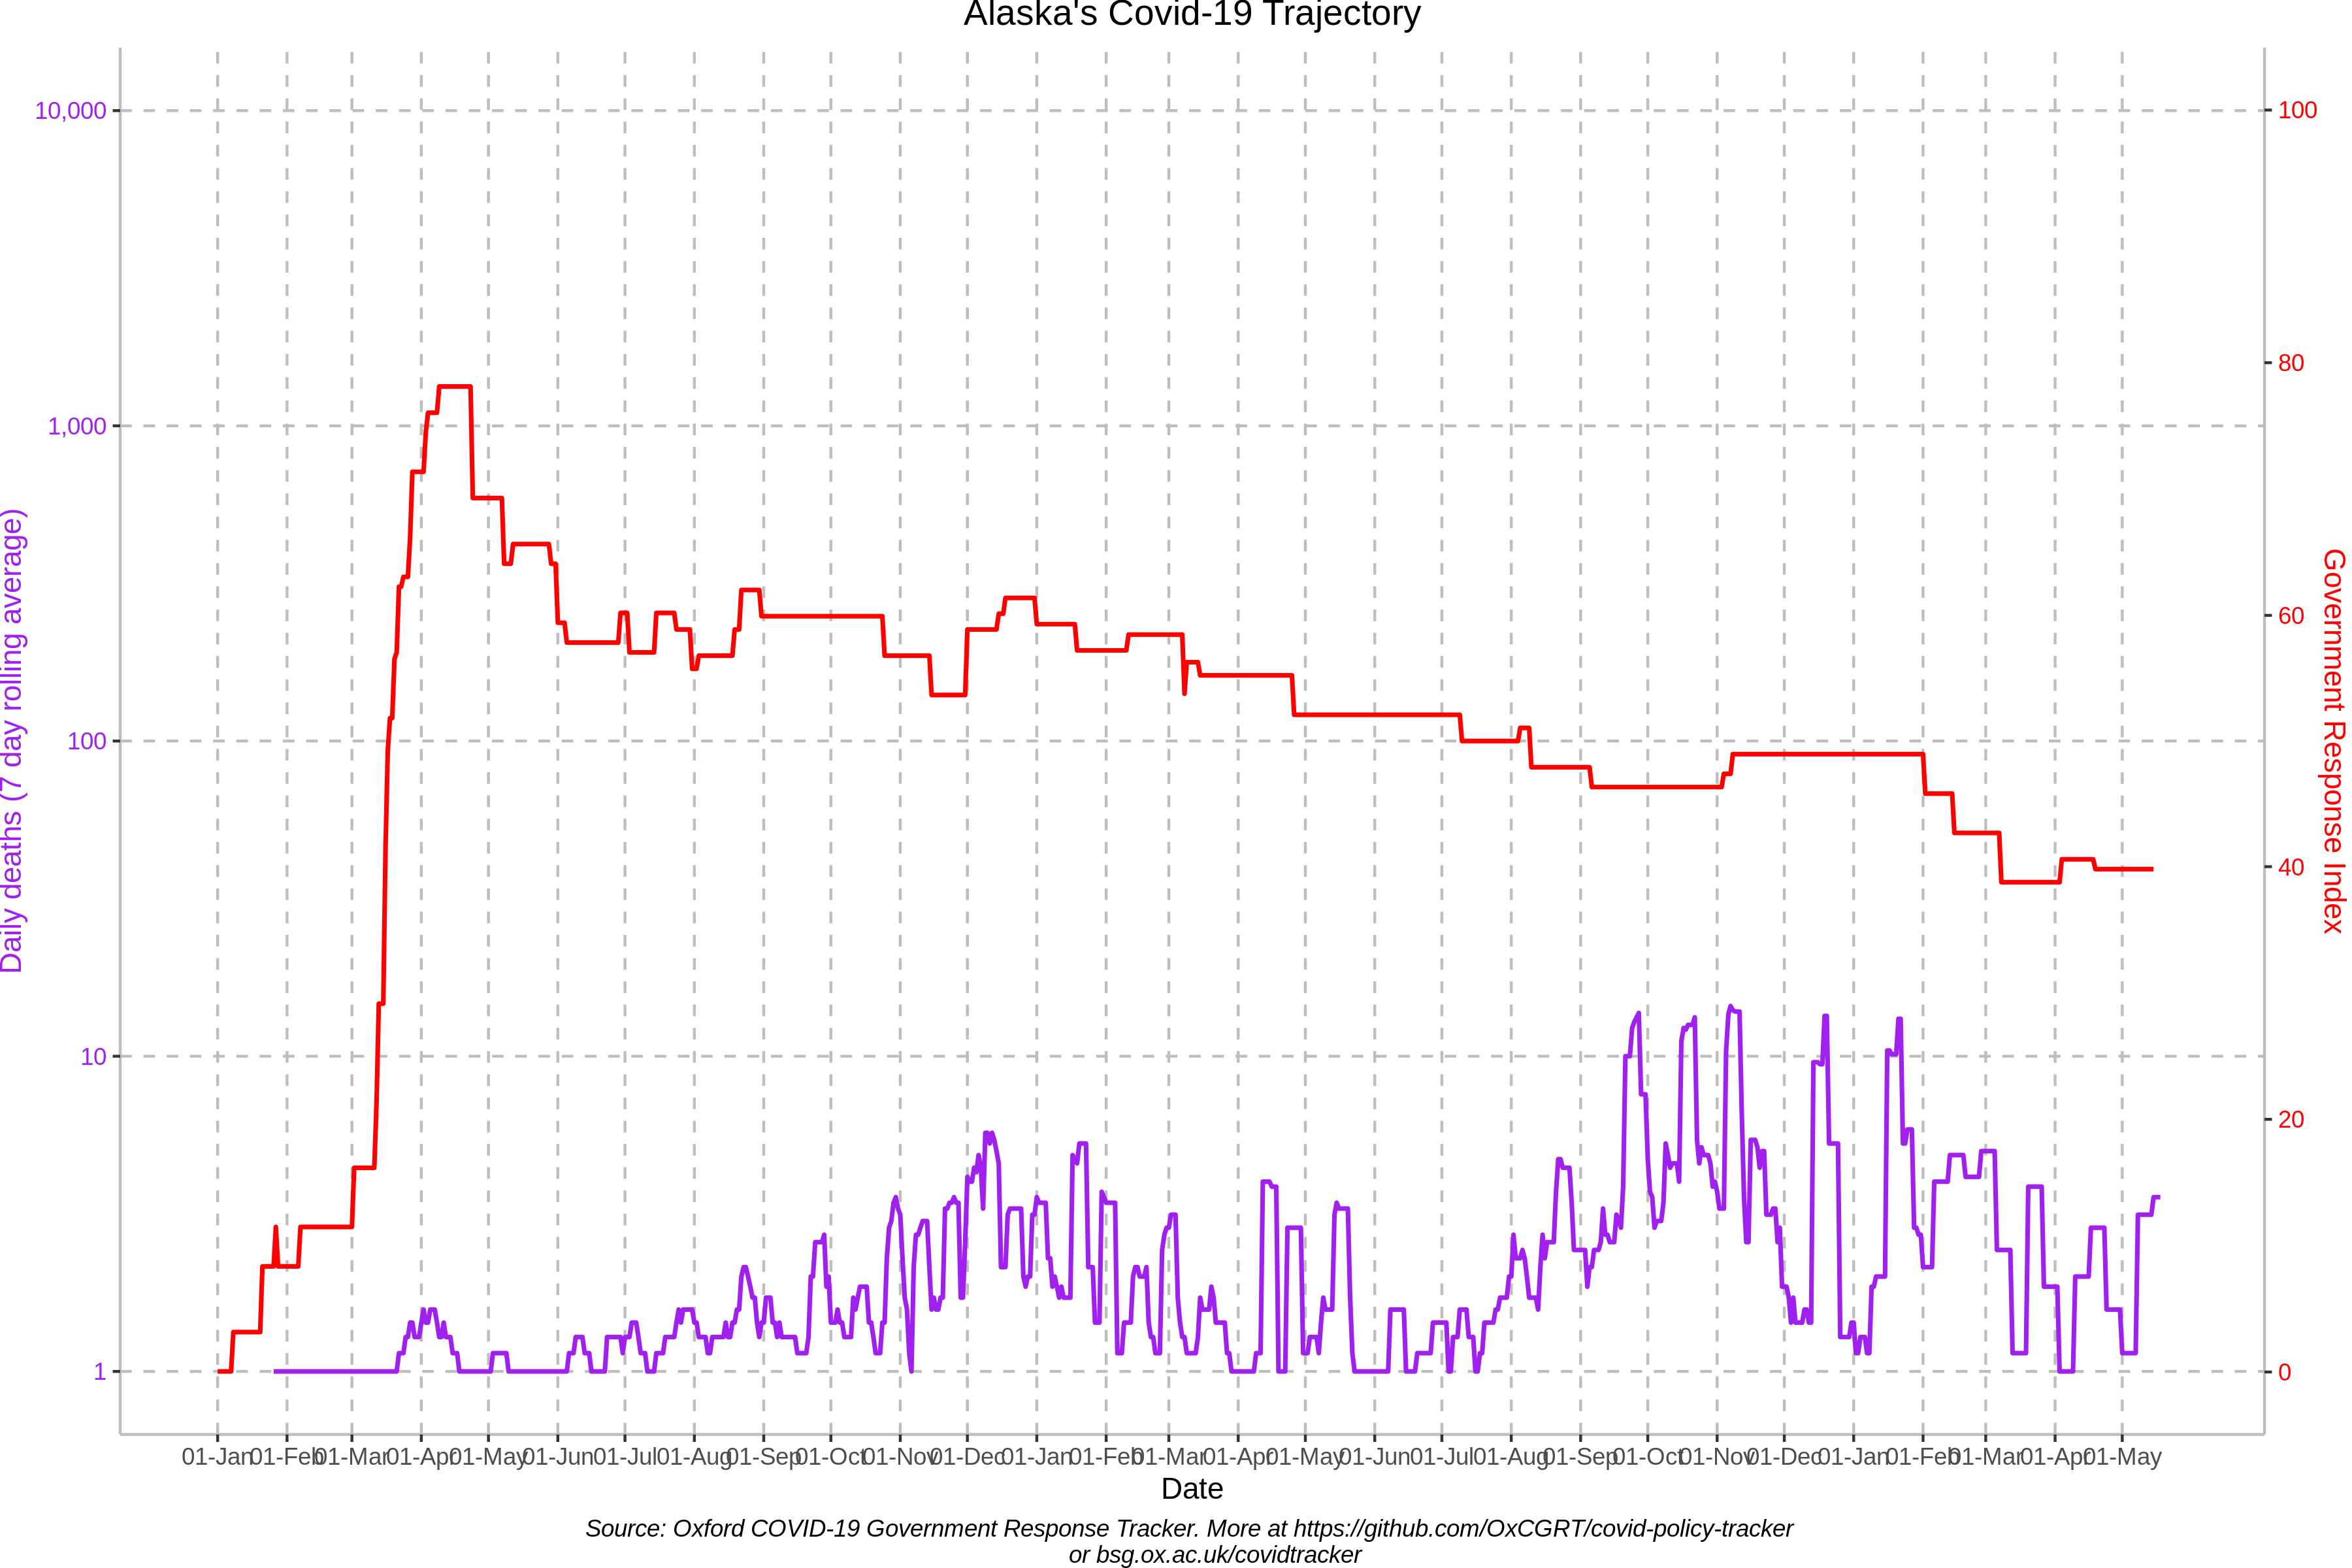 Alaska's Covid-19 Trajectory
Daily deaths (7 day rolling average)
10,000
1,000
100
10
1
Government Response Index
100
80
60
40
20
0
01-Jan 01-Feb 01-Mar 01-Apr 01-May 01-Jun 01-Jul 01-Aug 01-Sep 01-Oct 01-Nov 01-Dec 01-Jan 01-Feb 01-Mar 01-Apr 01-May 01-Jun 01-Jul 01-Aug 01-Sep 01-Oct 01-Nov 01-Dec 01-Jan 01-Feb 01-Mar 01-Apr 01-May
Date
Source: Oxford COVID-19 Government Response Tracker. More at https://github.com/OxCGRT/covid-policy-tracker
or bsg.ox.ac.uk/covidtracker